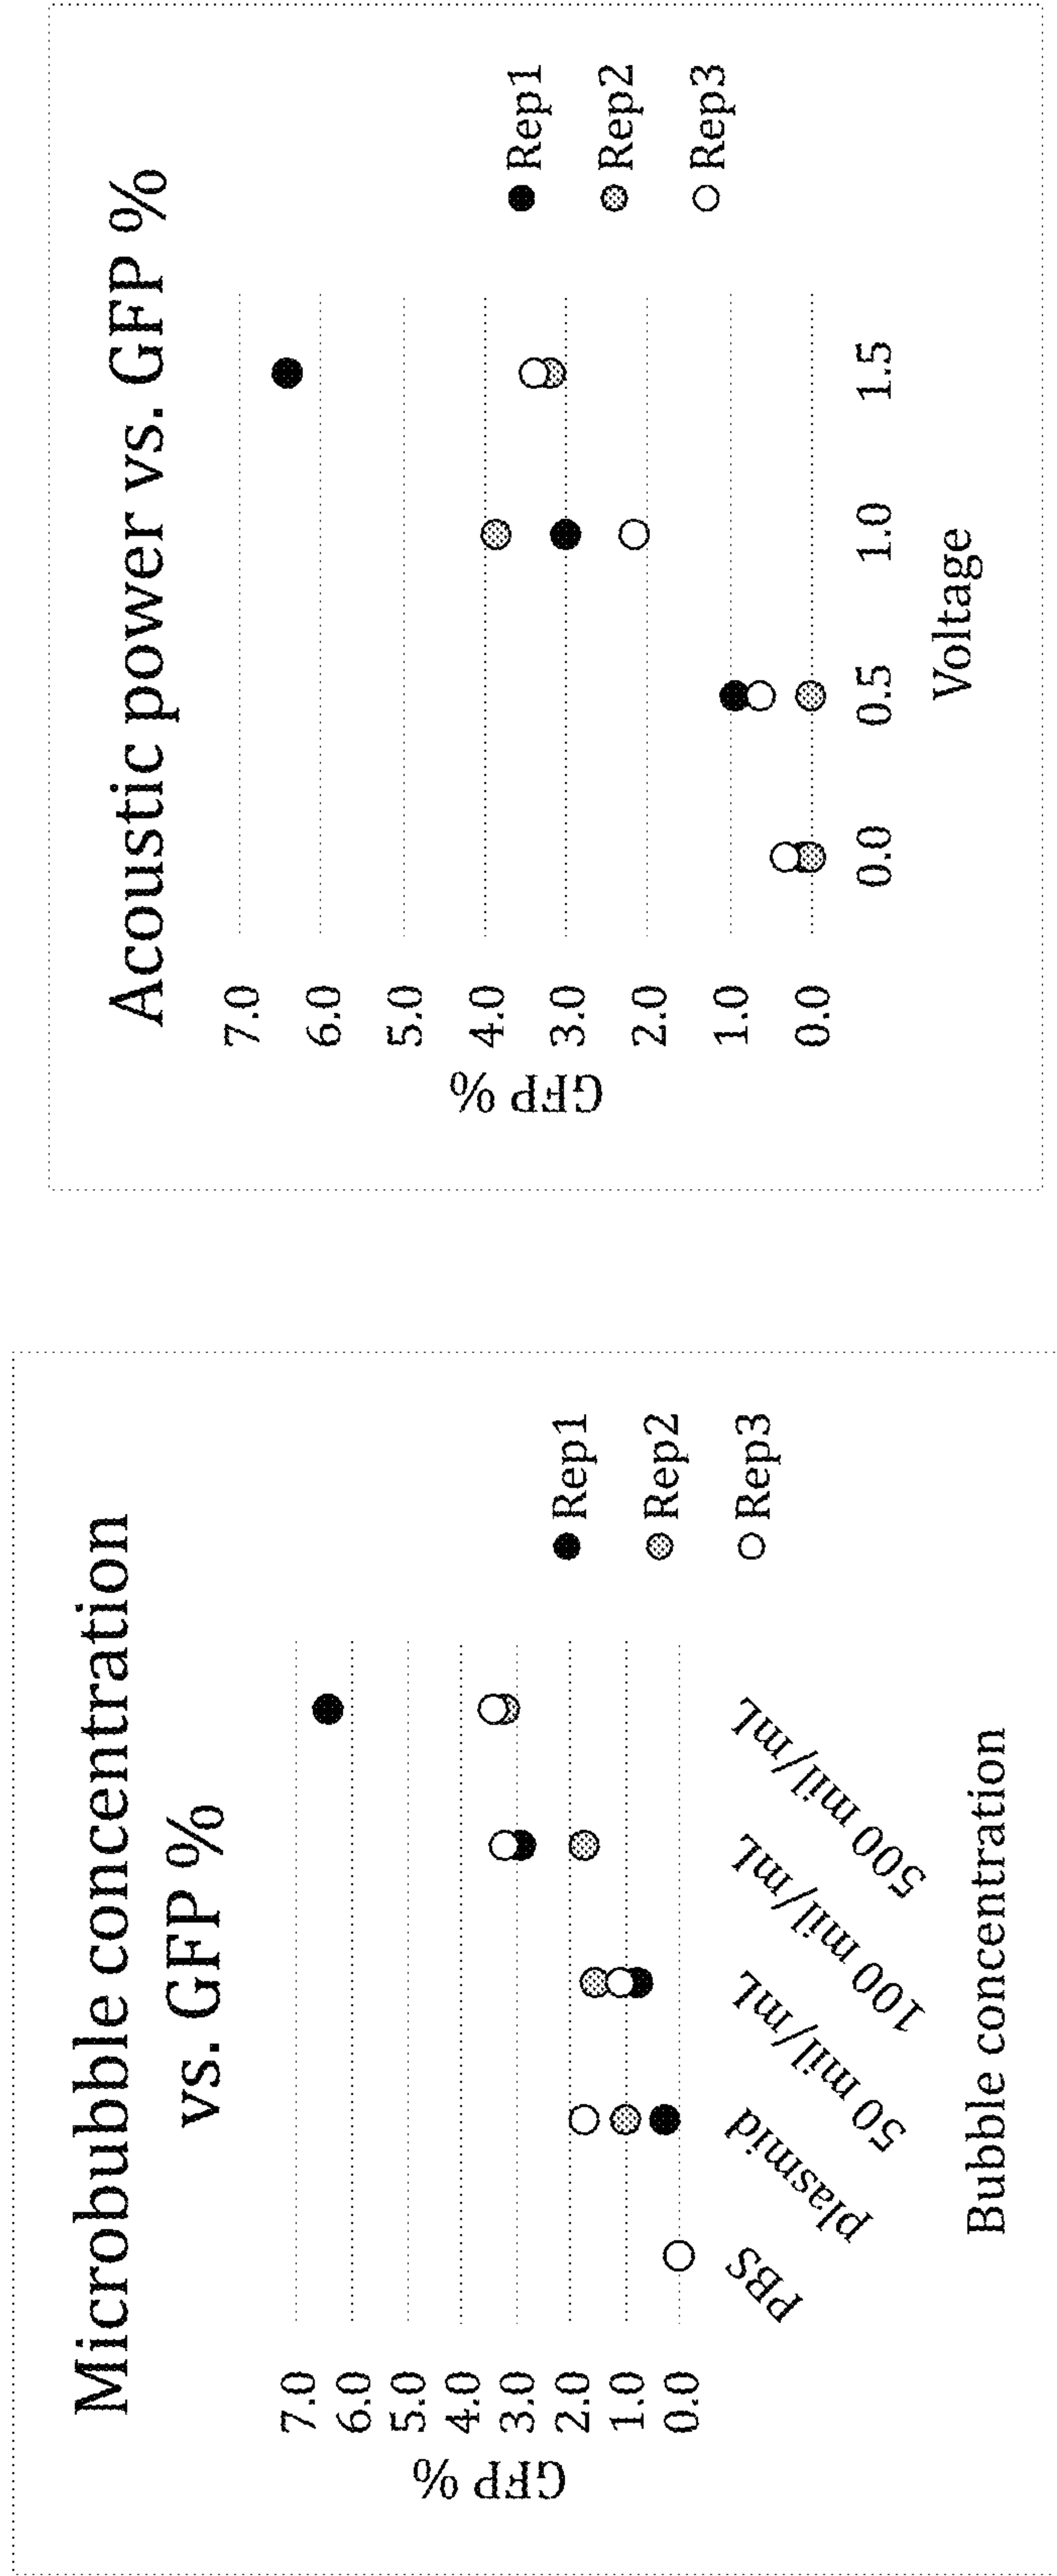 Microbubble concentration
vs. GFP %
GFP %
7.0
6.0
5.0
4.0
3.0
2.0
1.0
0.0
PBS
plasmid
50 mil/mL
100 mil/mL
500 mil/mL
Bubble concentration
Rep1
Rep2
Rep3
Acoustic power vs. GFP %
GFP %
7.0
6.0
5.0
4.0
3.0
2.0
1.0
0.0
0.0
0.5
1.0
1.5
Voltage
Rep1
Rep2
Rep3